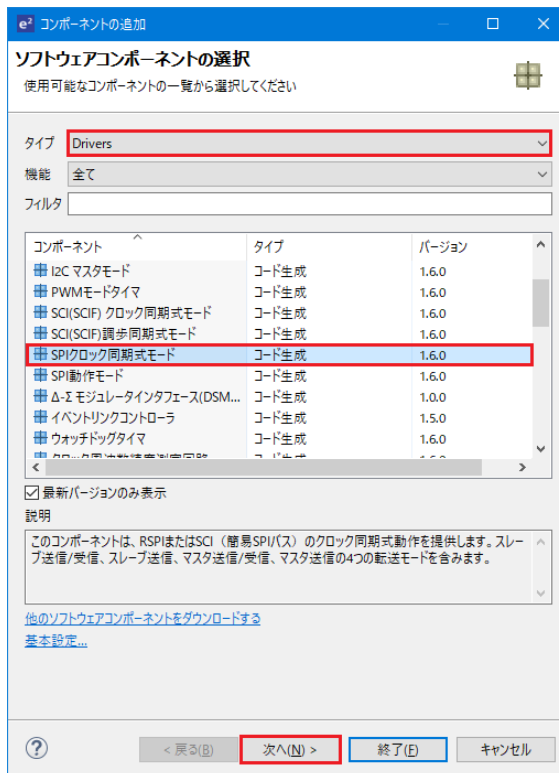 e² コンポーネントの追加
ソフトウェアコンポーネントの選択
使用可能なコンポーネントの一覧から選択してください
タイプ Drivers
機能 全て
フィルタ
コンポーネント タイプ バージョン
I2C マスタモード コード生成 1.6.0
PWMモードタイマ コード生成 1.6.0
SCI(SCIF) クロック同期式モード コード生成 1.6.0
SCI(SCIF)調歩同期式モード コード生成 1.6.0
SPIクロック同期式モード コード生成 1.6.0
SPI動作モード コード生成 1.6.0
Δ-Σ モジュレータインタフェース(DSM... コード生成 1.0.0
イベントリンクコントローラ コード生成 1.5.0
ウォッチドッグタイマ コード生成 1.6.0
最新バージョンのみ表示
説明
このコンポーネントは、RSPIまたはSCI（簡易SPIバス）のクロック同期式動作を提供します。スレー
ブ送信/受信、スレーブ送信、マスタ送信/受信、マスタ送信の4つの転送モードを含みます。
他のソフトウェアコンポーネントをダウンロードする
基本設定...
? < 戻る(B) 次へ(N) > 終了(F) キャンセル